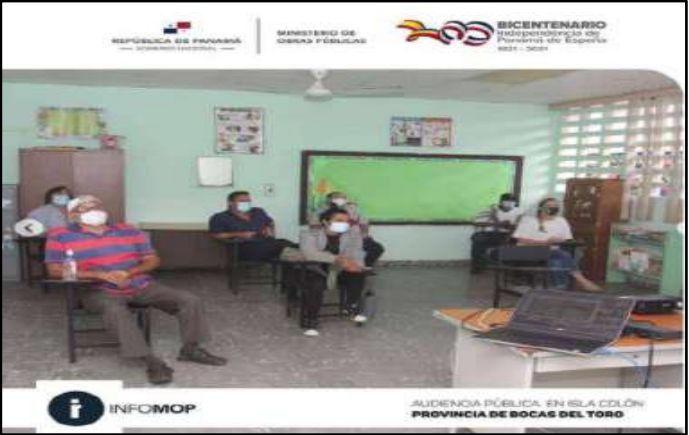 REPÚBLICA DE PANAMÁ
— GOBIERNO NACIONAL —
MINISTERIO DE
OBRAS PÚBLICAS
BICENTENARIO
Independencia de
Panamá de España
1821 - 2021
i INFOMOP
AUDIENCIA PÚBLICA EN ISLA COLÓN
PROVINCIA DE BOCAS DEL TORO